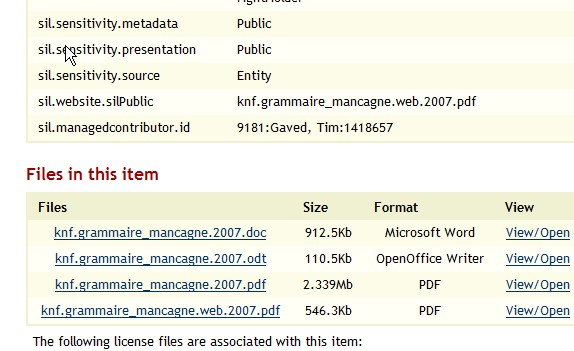 sil.sensitivity.metadata Public
sil.sensitivity.presentation Public
sil.sensitivity.source Entity
sil.website.silPublic knf.grammaire_mancagne.web.2007.pdf
sil.managedcontributor.id 9181:Gaved, Tim:1418657
Files in this item
Files Size Format View
knf.grammaire_mancagne.2007.doc 912.5Kb Microsoft Word View/Open
knf.grammaire_mancagne.2007.odt 110.5Kb OpenOffice Writer View/Open
knf.grammaire_mancagne.2007.pdf 2.339Mb PDF View/Open
knf.grammaire_mancagne.web.2007.pdf 546.3Kb PDF View/Open
The following license files are associated with this item: